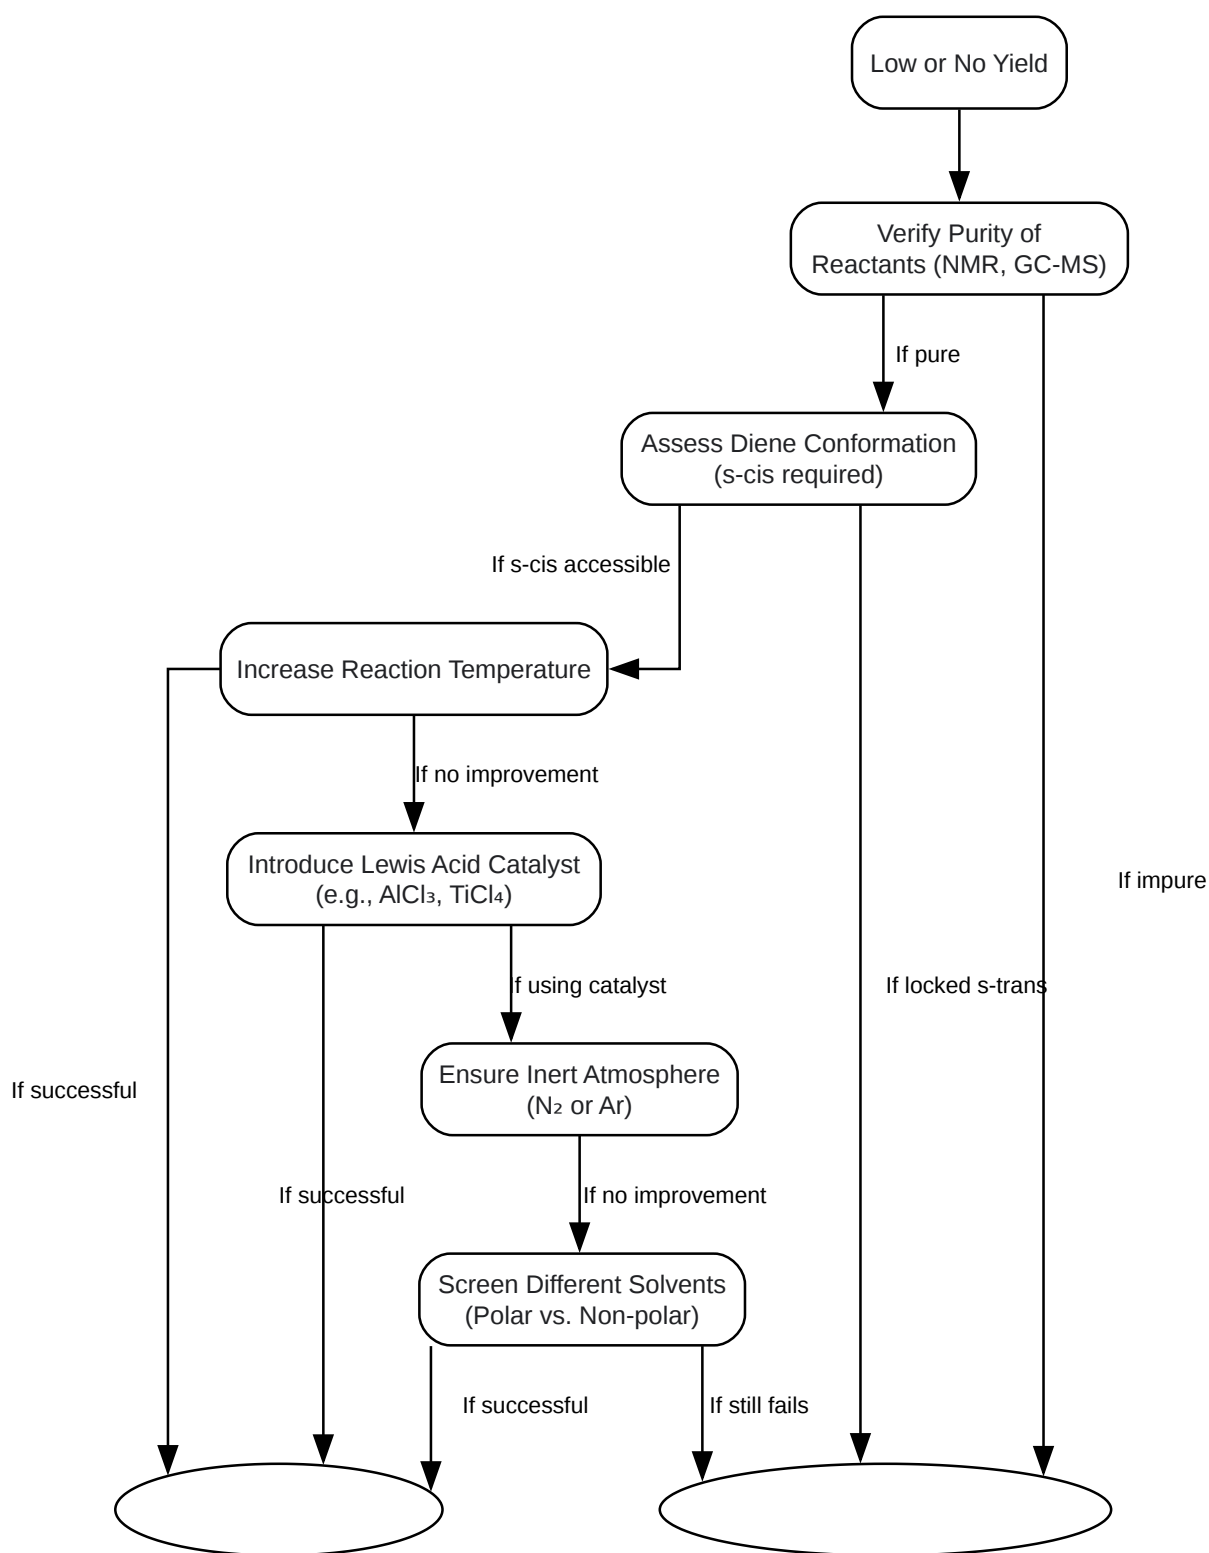 Low or No Yield
Verify Purity of
Reactants (NMR, GC-MS)
If pure
Assess Diene Conformation
(s-cis required)
If s-cis accessible
Increase Reaction Temperature
If no improvement
Introduce Lewis Acid Catalyst
(e.g., AlCl₃, TiCl₄)
If impure
If using catalyst
If locked s-trans
Ensure Inert Atmosphere
(N₂ or Ar)
If successful
If successful
If no improvement
Screen Different Solvents
(Polar vs. Non-polar)
If successful
If still fails